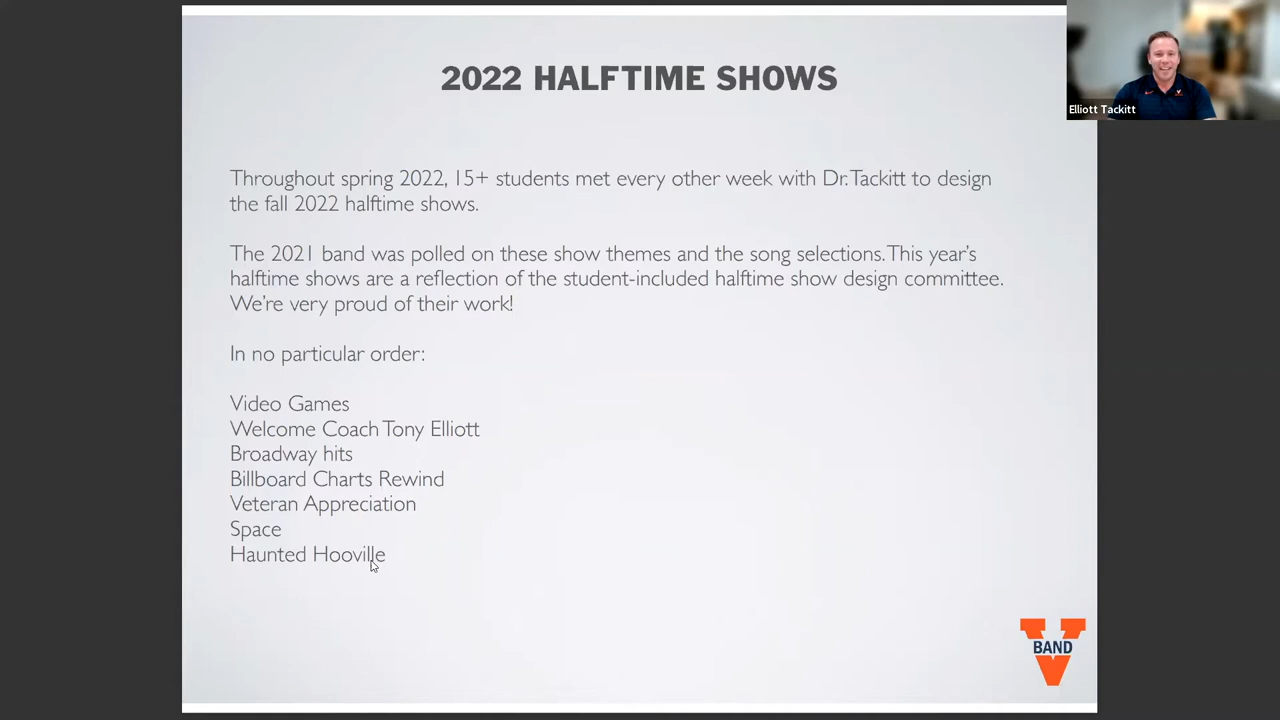 2022 HALFTIME SHOWS
Elliott Tackitt
Throughout spring 2022, 15+ students met every other week with Dr. Tackitt to design
the fall 2022 halftime shows.
The 2021 band was polled on these show themes and the song selections. This year's
halftime shows are a reflection of the student-included halftime show design committee.
We're very proud of their work!
In no particular order:
Video Games
Welcome Coach Tony Elliott
Broadway hits
Billboard Charts Rewind
Veteran Appreciation
Space
Haunted Hooville
V
BAND